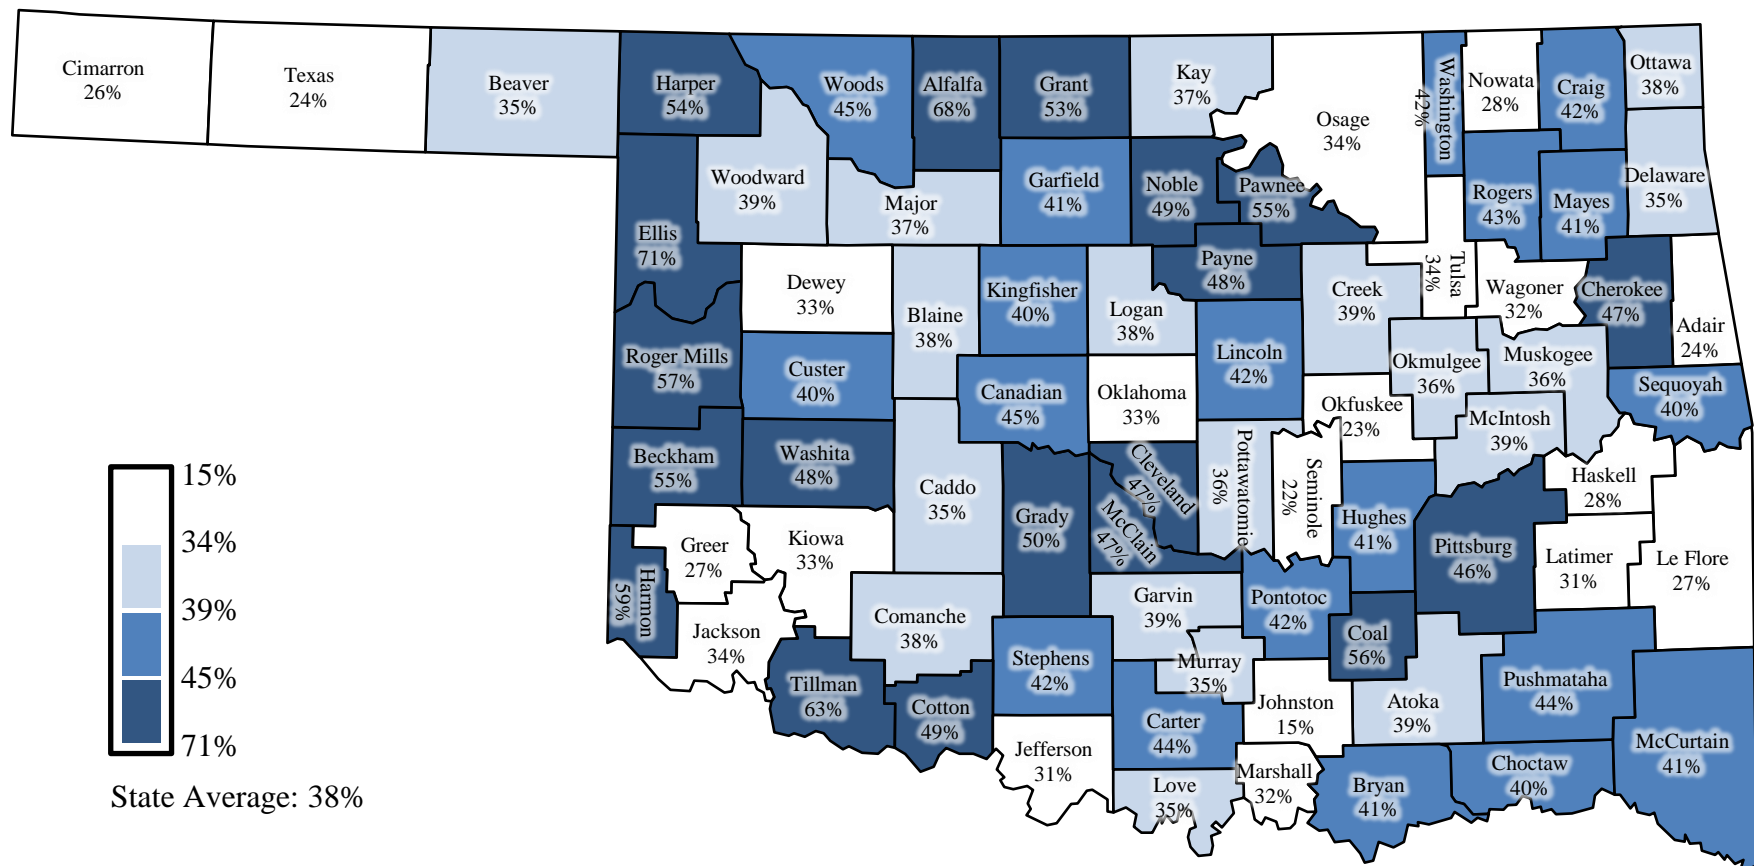 Cimarron
26%
Texas
24%
Beaver
35%
Harper
54%
Woods
45%
Alfalfa
68%
Grant
53%
Kay
37%
Osage
34%
Washington
42%
Nowata
28%
Craig
42%
Ottawa
38%
Woodward
39%
Major
37%
Garfield
41%
Noble
49%
Pawnee
55%
Rogers
43%
Mayes
41%
Delaware
35%
Ellis
71%
Dewey
33%
Blaine
38%
Kingfisher
40%
Logan
38%
Payne
48%
Creek
39%
Tulsa
34%
Wagoner
32%
Cherokee
47%
Adair
24%
Roger Mills
57%
Custer
40%
Canadian
45%
Oklahoma
33%
Lincoln
42%
Okmulgee
36%
Muskogee
36%
Sequoyah
40%
Okfuskee
23%
McIntosh
39%
Beckham
55%
Washita
48%
Caddo
35%
Grady
50%
Cleveland
47%
McClain
47%
Pottawatomie
36%
Seminole
22%
Hughes
41%
Pittsburg
46%
Haskell
28%
Latimer
31%
Le Flore
27%
Greer
27%
Kiowa
33%
Harmon
59%
Jackson
34%
Comanche
38%
Garvin
39%
Pontotoc
42%
Coal
56%
Tillman
63%
Cotton
49%
Stephens
42%
Murray
35%
Carter
44%
Johnston
15%
Atoka
39%
Pushmataha
44%
McCurtain
41%
Jefferson
31%
Love
35%
Marshall
32%
Bryan
41%
Choctaw
40%
15%
34%
39%
45%
71%
State Average: 38%